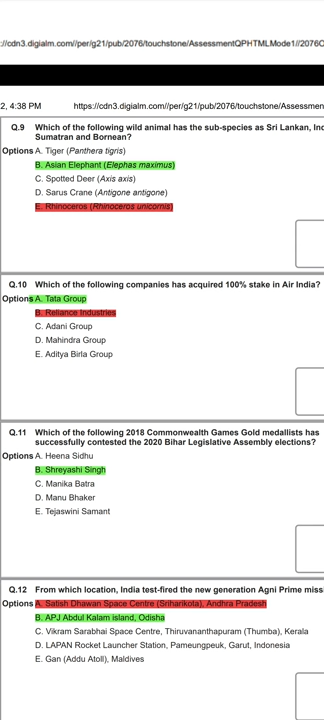 ://cdn3.digialm.com//per/g21/pub/2076/touchstone/AssessmentQPHTMLMode1//2076O
2, 4:38 PM https://cdn3.digialm.com//per/g21/pub/2076/touchstone/Assessmen
Q.9 Which of the following wild animal has the sub-species as Sri Lankan, Ind
Sumatran and Bornean?
Options A. Tiger (Panthera tigris)
B. Asian Elephant (Elephas maximus)
C. Spotted Deer (Axis axis)
D. Sarus Crane (Antigone antigone)
E. Rhinoceros (Rhinoceros unicornis)
Q.10 Which of the following companies has acquired 100% stake in Air India?
Options A. Tata Group
B. Reliance Industries
C. Adani Group
D. Mahindra Group
E. Aditya Birla Group
Q.11 Which of the following 2018 Commonwealth Games Gold medallists has
successfully contested the 2020 Bihar Legislative Assembly elections?
Options A. Heena Sidhu
B. Shreyashi Singh
C. Manika Batra
D. Manu Bhaker
E. Tejaswini Samant
Q.12 From which location, India test-fired the new generation Agni Prime missi
Options A. Satish Dhawan Space Centre (Sriharikota), Andhra Pradesh
B. APJ Abdul Kalam island, Odisha
C. Vikram Sarabhai Space Centre, Thiruvananthapuram (Thumba), Kerala
D. LAPAN Rocket Launcher Station, Pameungpeuk, Garut, Indonesia
E. Gan (Addu Atoll), Maldives